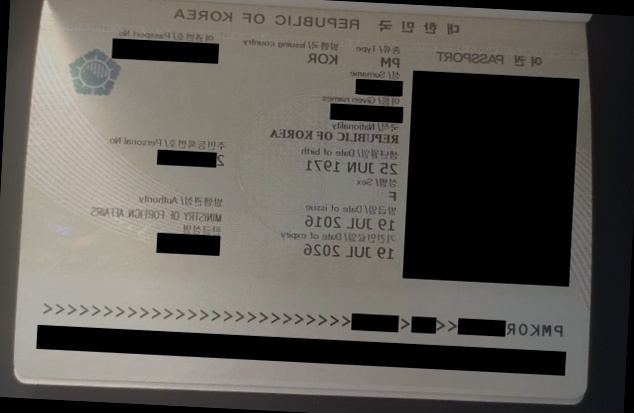 대한민국 REPUBLIC OF KOREA
여권 PASSPORT
종류/ Type 발행국/ Issuing country 여권번호/ Passport No.
PM KOR
성/ Surname
이름/ Given names
국적/ Nationality
REPUBLIC OF KOREA
생년월일/ Date of birth 주민등록번호/ Personal No.
25 JUN 1971 2
성별/ Sex
F
발급일/ Date of issue 발행관청/ Authority
19 JUL 2016 MINISTRY OF FOREIGN AFFAIRS
기간만료일/ Date of expiry 한글성명
19 JUL 2026
PMKOR<<<<<<<<<<<<<<<<<<<<<<<<<<